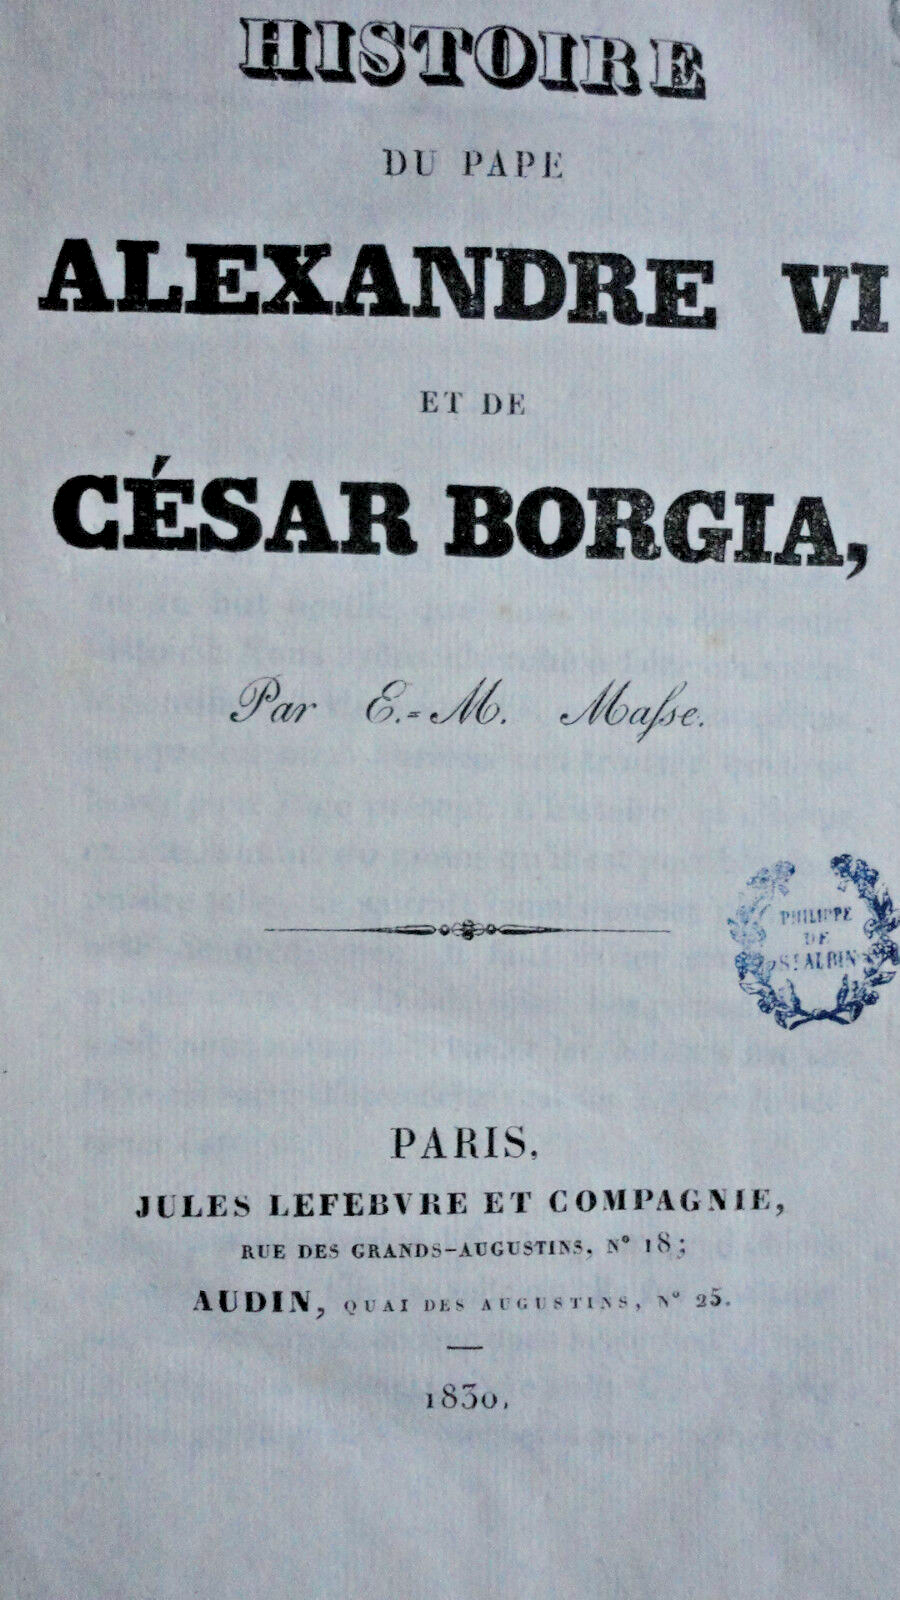 HISTOIRE
DU PAPE
ALEXANDRE VI
ET DE
CÉSAR BORGIA,
Par E.-M. Maſse.
PHILIPPE
DE
St ALBIN
PARIS,
JULES LEFEBVRE ET COMPAGNIE,
RUE DES GRANDS-AUGUSTINS, N° 18;
AUDIN, QUAI DES AUGUSTINS, N° 25.
1830.